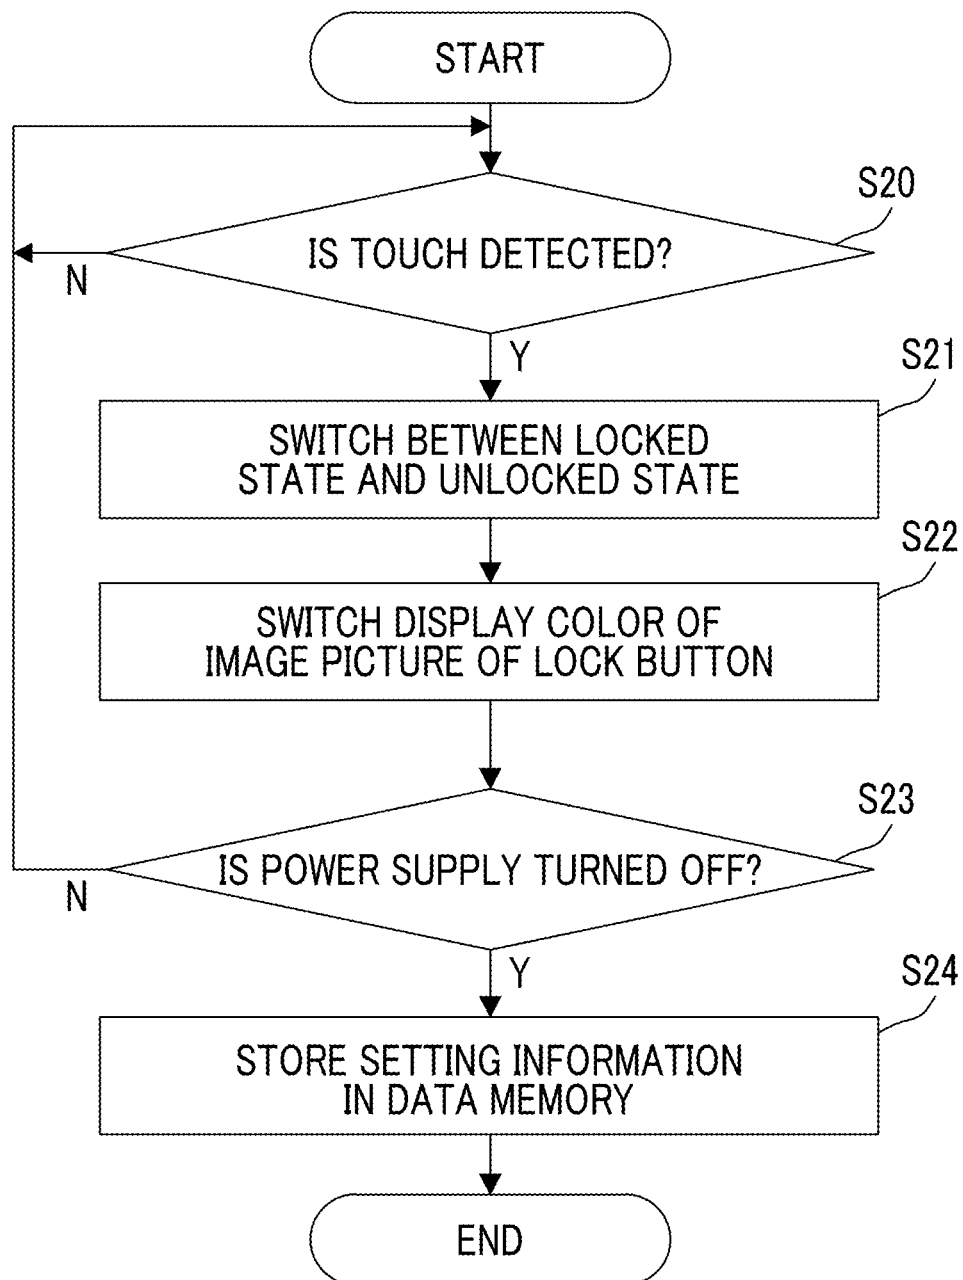 START
S20
IS TOUCH DETECTED?
N
Y
S21
SWITCH BETWEEN LOCKED
STATE AND UNLOCKED STATE
S22
SWITCH DISPLAY COLOR OF
IMAGE PICTURE OF LOCK BUTTON
S23
IS POWER SUPPLY TURNED OFF?
N
Y
S24
STORE SETTING INFORMATION
IN DATA MEMORY
END